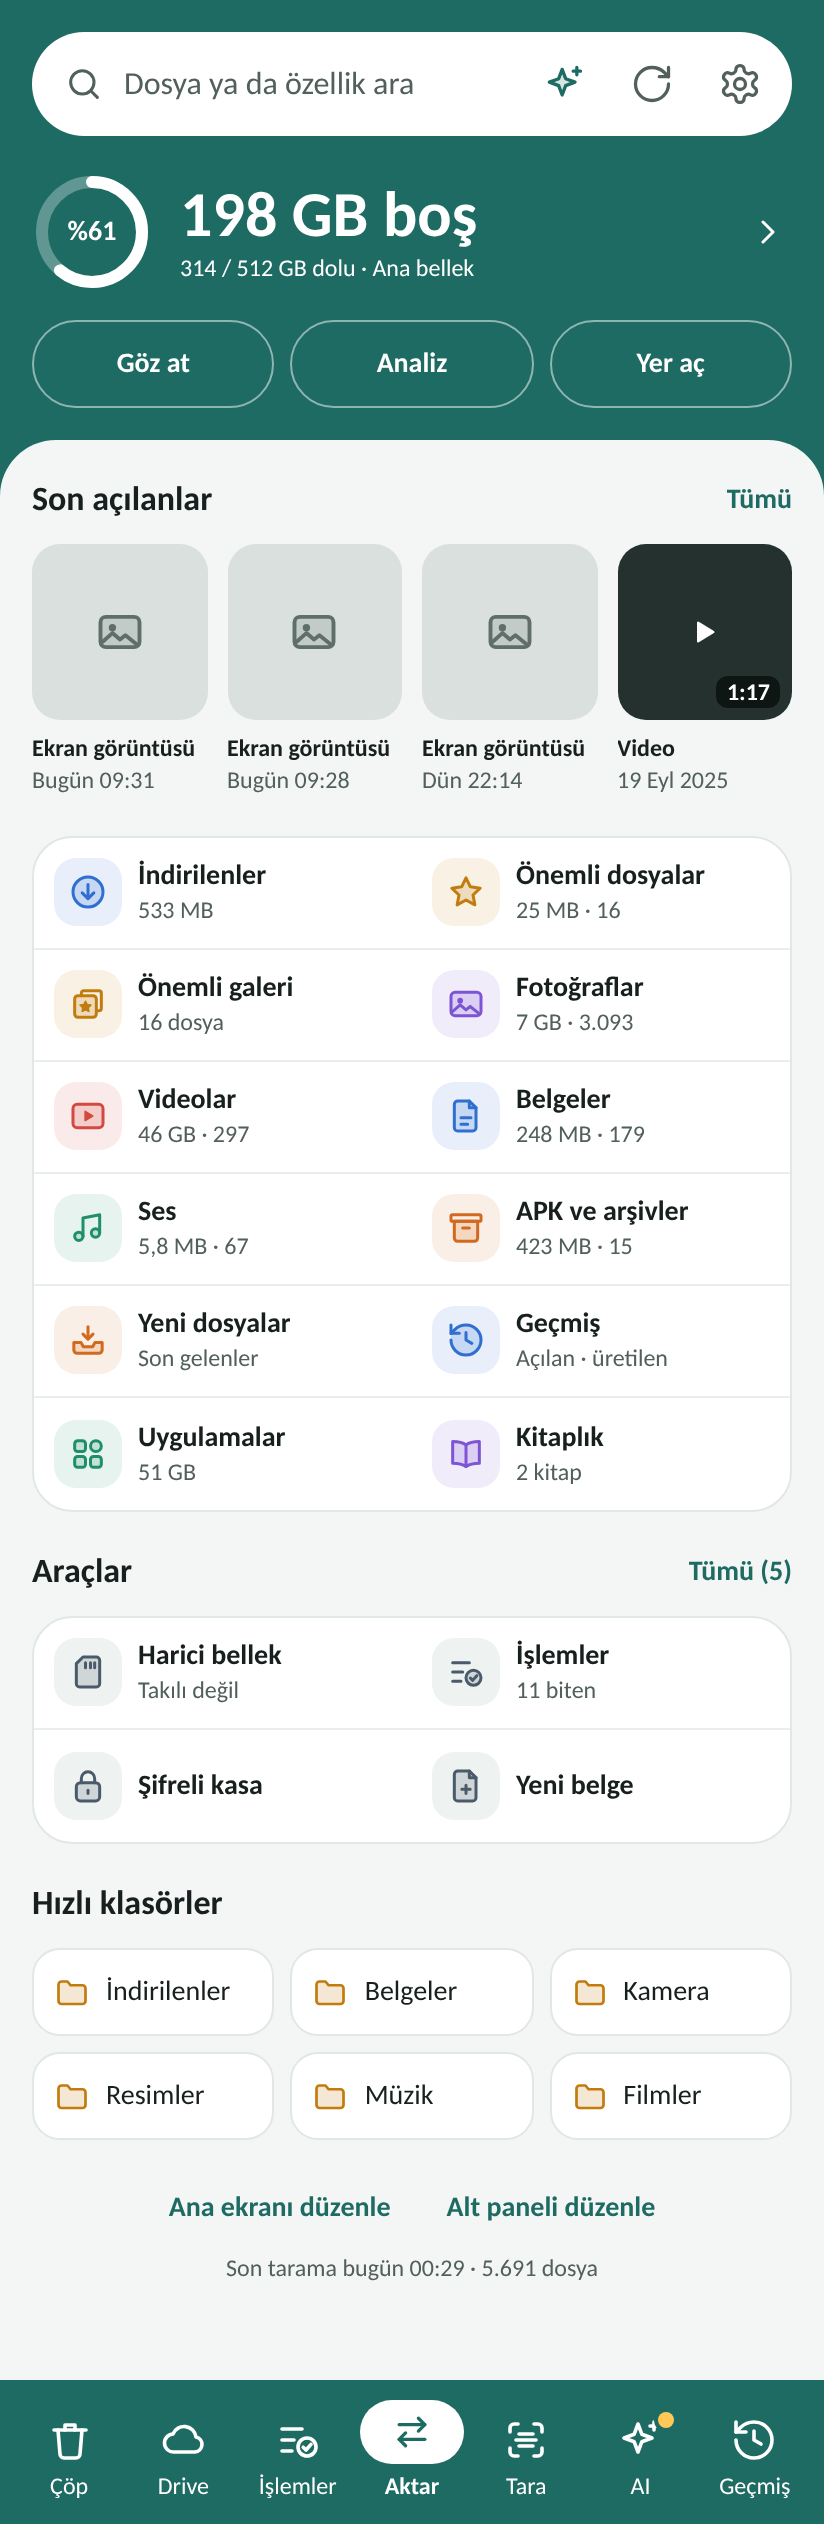 Dosya ya da özellik ara
%61
198 GB boş
314 / 512 GB dolu · Ana bellek
Göz at
Analiz
Yer aç
Son açılanlar
Tümü
1:17
Ekran görüntüsü
Bugün 09:31
Ekran görüntüsü
Bugün 09:28
Ekran görüntüsü
Dün 22:14
Video
19 Eyl 2025
İndirilenler
533 MB
Önemli dosyalar
25 MB · 16
Önemli galeri
16 dosya
Fotoğraflar
7 GB · 3.093
Videolar
46 GB · 297
Belgeler
248 MB · 179
Ses
5,8 MB · 67
APK ve arşivler
423 MB · 15
Yeni dosyalar
Son gelenler
Geçmiş
Açılan · üretilen
Uygulamalar
51 GB
Kitaplık
2 kitap
Araçlar
Tümü (5)
Harici bellek
Takılı değil
İşlemler
11 biten
Şifreli kasa
Yeni belge
Hızlı klasörler
İndirilenler
Belgeler
Kamera
Resimler
Müzik
Filmler
Ana ekranı düzenle
Alt paneli düzenle
Son tarama bugün 00:29 · 5.691 dosya
Çöp
Drive
İşlemler
Aktar
Tara
AI
Geçmiş